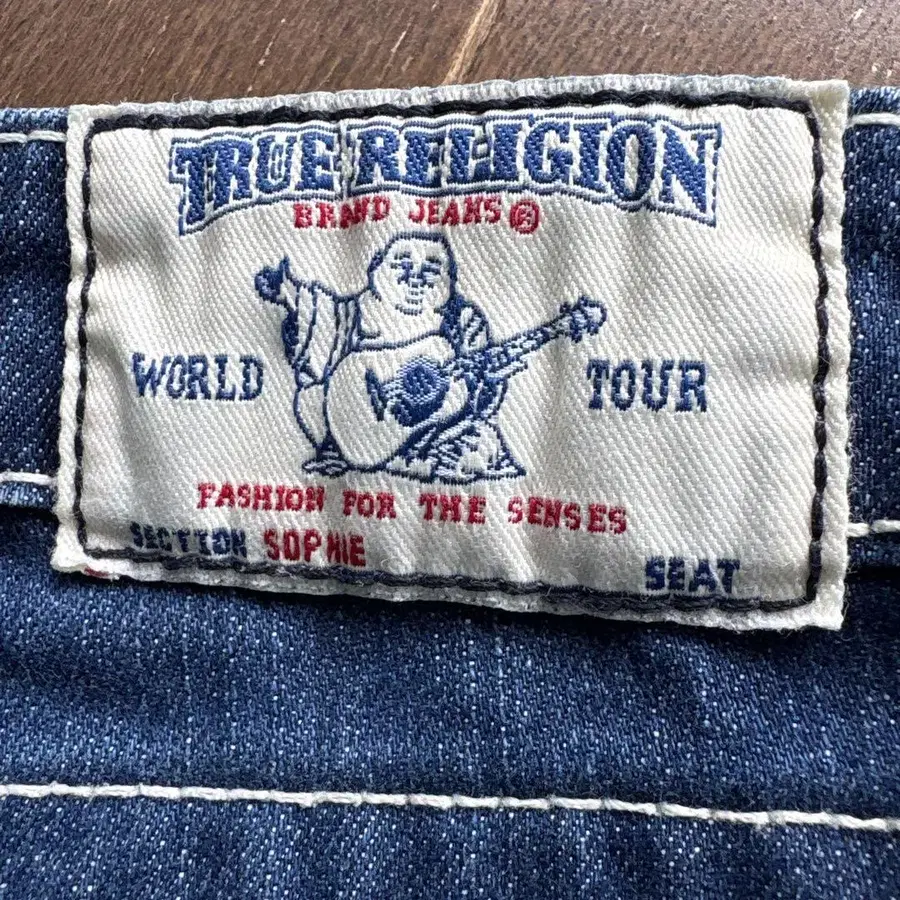 TRUE RELIGION
BRAND JEANS®
WORLD TOUR
FASHION FOR THE SENSES
SECTION SOPHIE SEAT